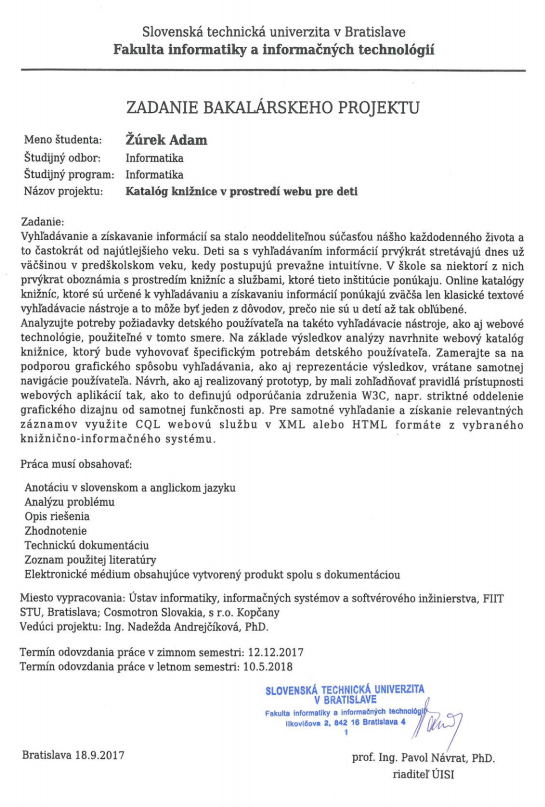 Slovenská technická univerzita v Bratislave
Fakulta informatiky a informačných technológií
ZADANIE BAKALÁRSKEHO PROJEKTU
Meno študenta: Žúrek Adam
Študijný odbor: Informatika
Študijný program: Informatika
Názov projektu: Katalóg knižnice v prostredí webu pre deti
Zadanie:
Vyhľadávanie a získavanie informácií sa stalo neoddeliteľnou súčasťou nášho každodenného života a
to častokrát od najútlejšieho veku. Deti sa s vyhľadávaním informácií prvýkrát stretávajú dnes už
väčšinou v predškolskom veku, kedy postupujú prevažne intuitívne. V škole sa niektorí z nich
prvýkrat oboznámia s prostredím knižníc a službami, ktoré tieto inštitúcie ponúkajú. Online katalógy
knižníc, ktoré sú určené k vyhľadávaniu a získavaniu informácií ponúkajú zväčša len klasické textové
vyhľadávacie nástroje a to môže byť jeden z dôvodov, prečo nie sú u detí až tak obľúbené.
Analyzujte potreby požiadavky detského používateľa na takéto vyhľadávacie nástroje, ako aj webové
technológie, použiteľné v tomto smere. Na základe výsledkov analýzy navrhnite webový katalóg
knižnice, ktorý bude vyhovovať špecifickým potrebám detského používateľa. Zamerajte sa na
podporou grafického spôsobu vyhľadávania, ako aj reprezentácie výsledkov, vrátane samotnej
navigácie používateľa. Návrh, ako aj realizovaný prototyp, by mali zohľadňovať pravidlá prístupnosti
webových aplikácií tak, ako to definujú odporúčania združenia W3C, napr. striktné oddelenie
grafického dizajnu od samotnej funkčnosti ap. Pre samotné vyhľadanie a získanie relevantných
záznamov využite CQL webovú službu v XML alebo HTML formáte z vybraného
knižnično-informačného systému.
Práca musí obsahovať:
Anotáciu v slovenskom a anglickom jazyku
Analýzu problému
Opis riešenia
Zhodnotenie
Technickú dokumentáciu
Zoznam použitej literatúry
Elektronické médium obsahujúce vytvorený produkt spolu s dokumentáciou
Miesto vypracovania: Ústav informatiky, informačných systémov a softvérového inžinierstva, FIIT
STU, Bratislava; Cosmotron Slovakia, s r.o. Kopčany
Vedúci projektu: Ing. Nadežda Andrejčíková, PhD.
Termín odovzdania práce v zimnom semestri: 12.12.2017
Termín odovzdania práce v letnom semestri: 10.5.2018
SLOVENSKÁ TECHNICKÁ UNIVERZITA
V BRATISLAVE
Fakulta informatiky a informačných technológií
Ilkovičova 2, 842 16 Bratislava 4
1
Bratislava 18.9.2017
prof. Ing. Pavol Návrat, PhD.
riaditeľ ÚISI